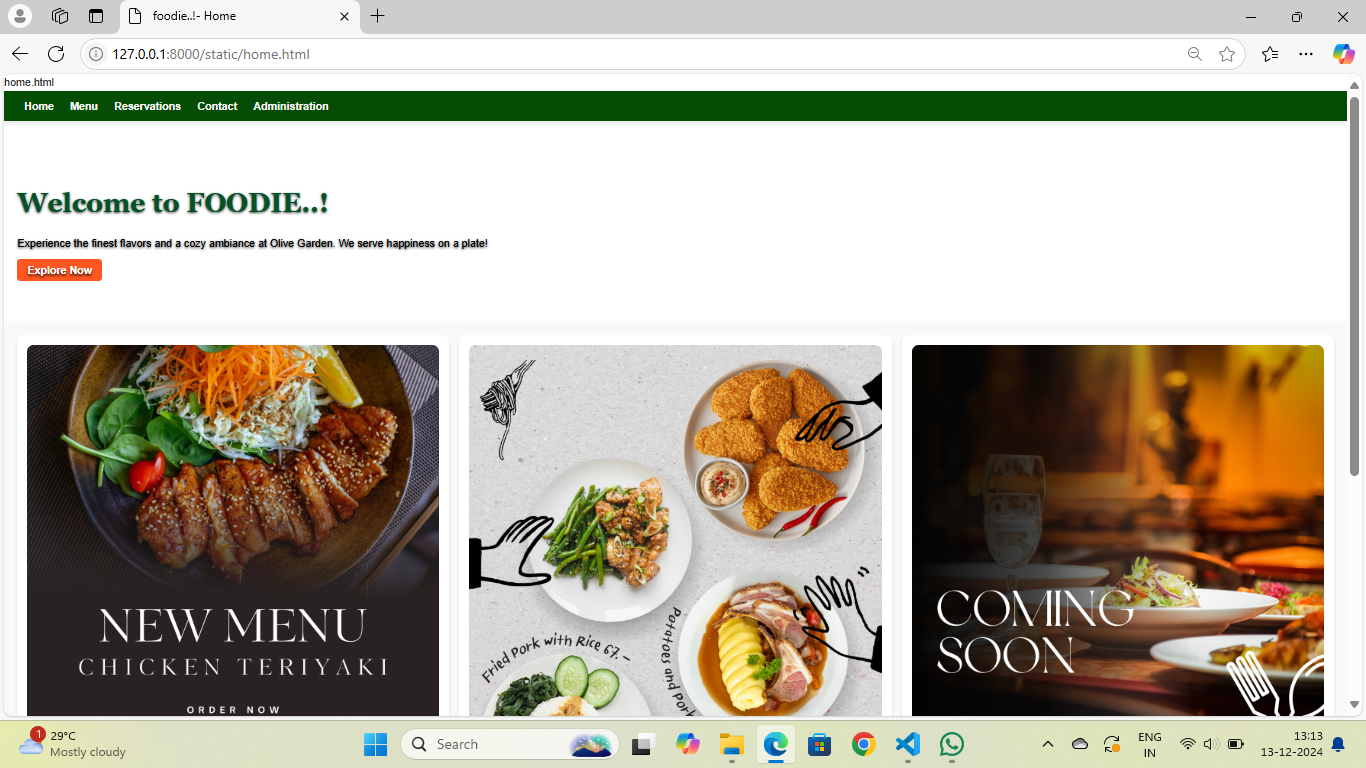 foodie..!- Home
127.0.0.1:8000/static/home.html
home.html
Home Menu Reservations Contact Administration
Welcome to FOODIE..!
Experience the finest flavors and a cozy ambiance at Olive Garden. We serve happiness on a plate!
Explore Now
NEW MENU
CHICKEN TERIYAKI
ORDER NOW
Fried Pork with Rice 67.-
Potatoes and Pork
COMING
SOON
1
29°C
Mostly cloudy
Search
ENG
IN
13:13
13-12-2024